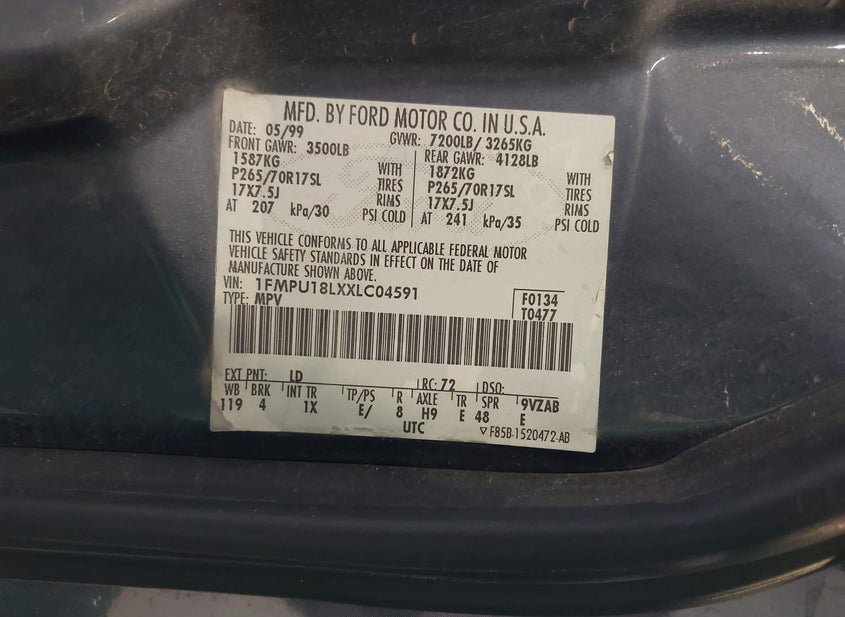 MFD. BY FORD MOTOR CO. IN U.S.A.
DATE: 05/99 GVWR: 7200LB/ 3265KG
FRONT GAWR: 3500LB REAR GAWR: 4128LB
1587KG WITH 1872KG WITH
P265/70R17SL TIRES P265/70R17SL TIRES
17X7.5J RIMS 17X7.5J RIMS
AT 207 kPa/30 PSI COLD AT 241 kPa/35 PSI COLD
THIS VEHICLE CONFORMS TO ALL APPLICABLE FEDERAL MOTOR
VEHICLE SAFETY STANDARDS IN EFFECT ON THE DATE OF
MANUFACTURE SHOWN ABOVE.
VIN: 1FMPU18LXXLC04591 F0134
TYPE: MPV T0477
EXT PNT: LD RC: 72 DSO:
WB BRK INT TR TP/PS R AXLE TR SPR 9VZAB
119 4 1X E/ 8 H9 E 48 E
UTC ▽ F85B-1520472-AB